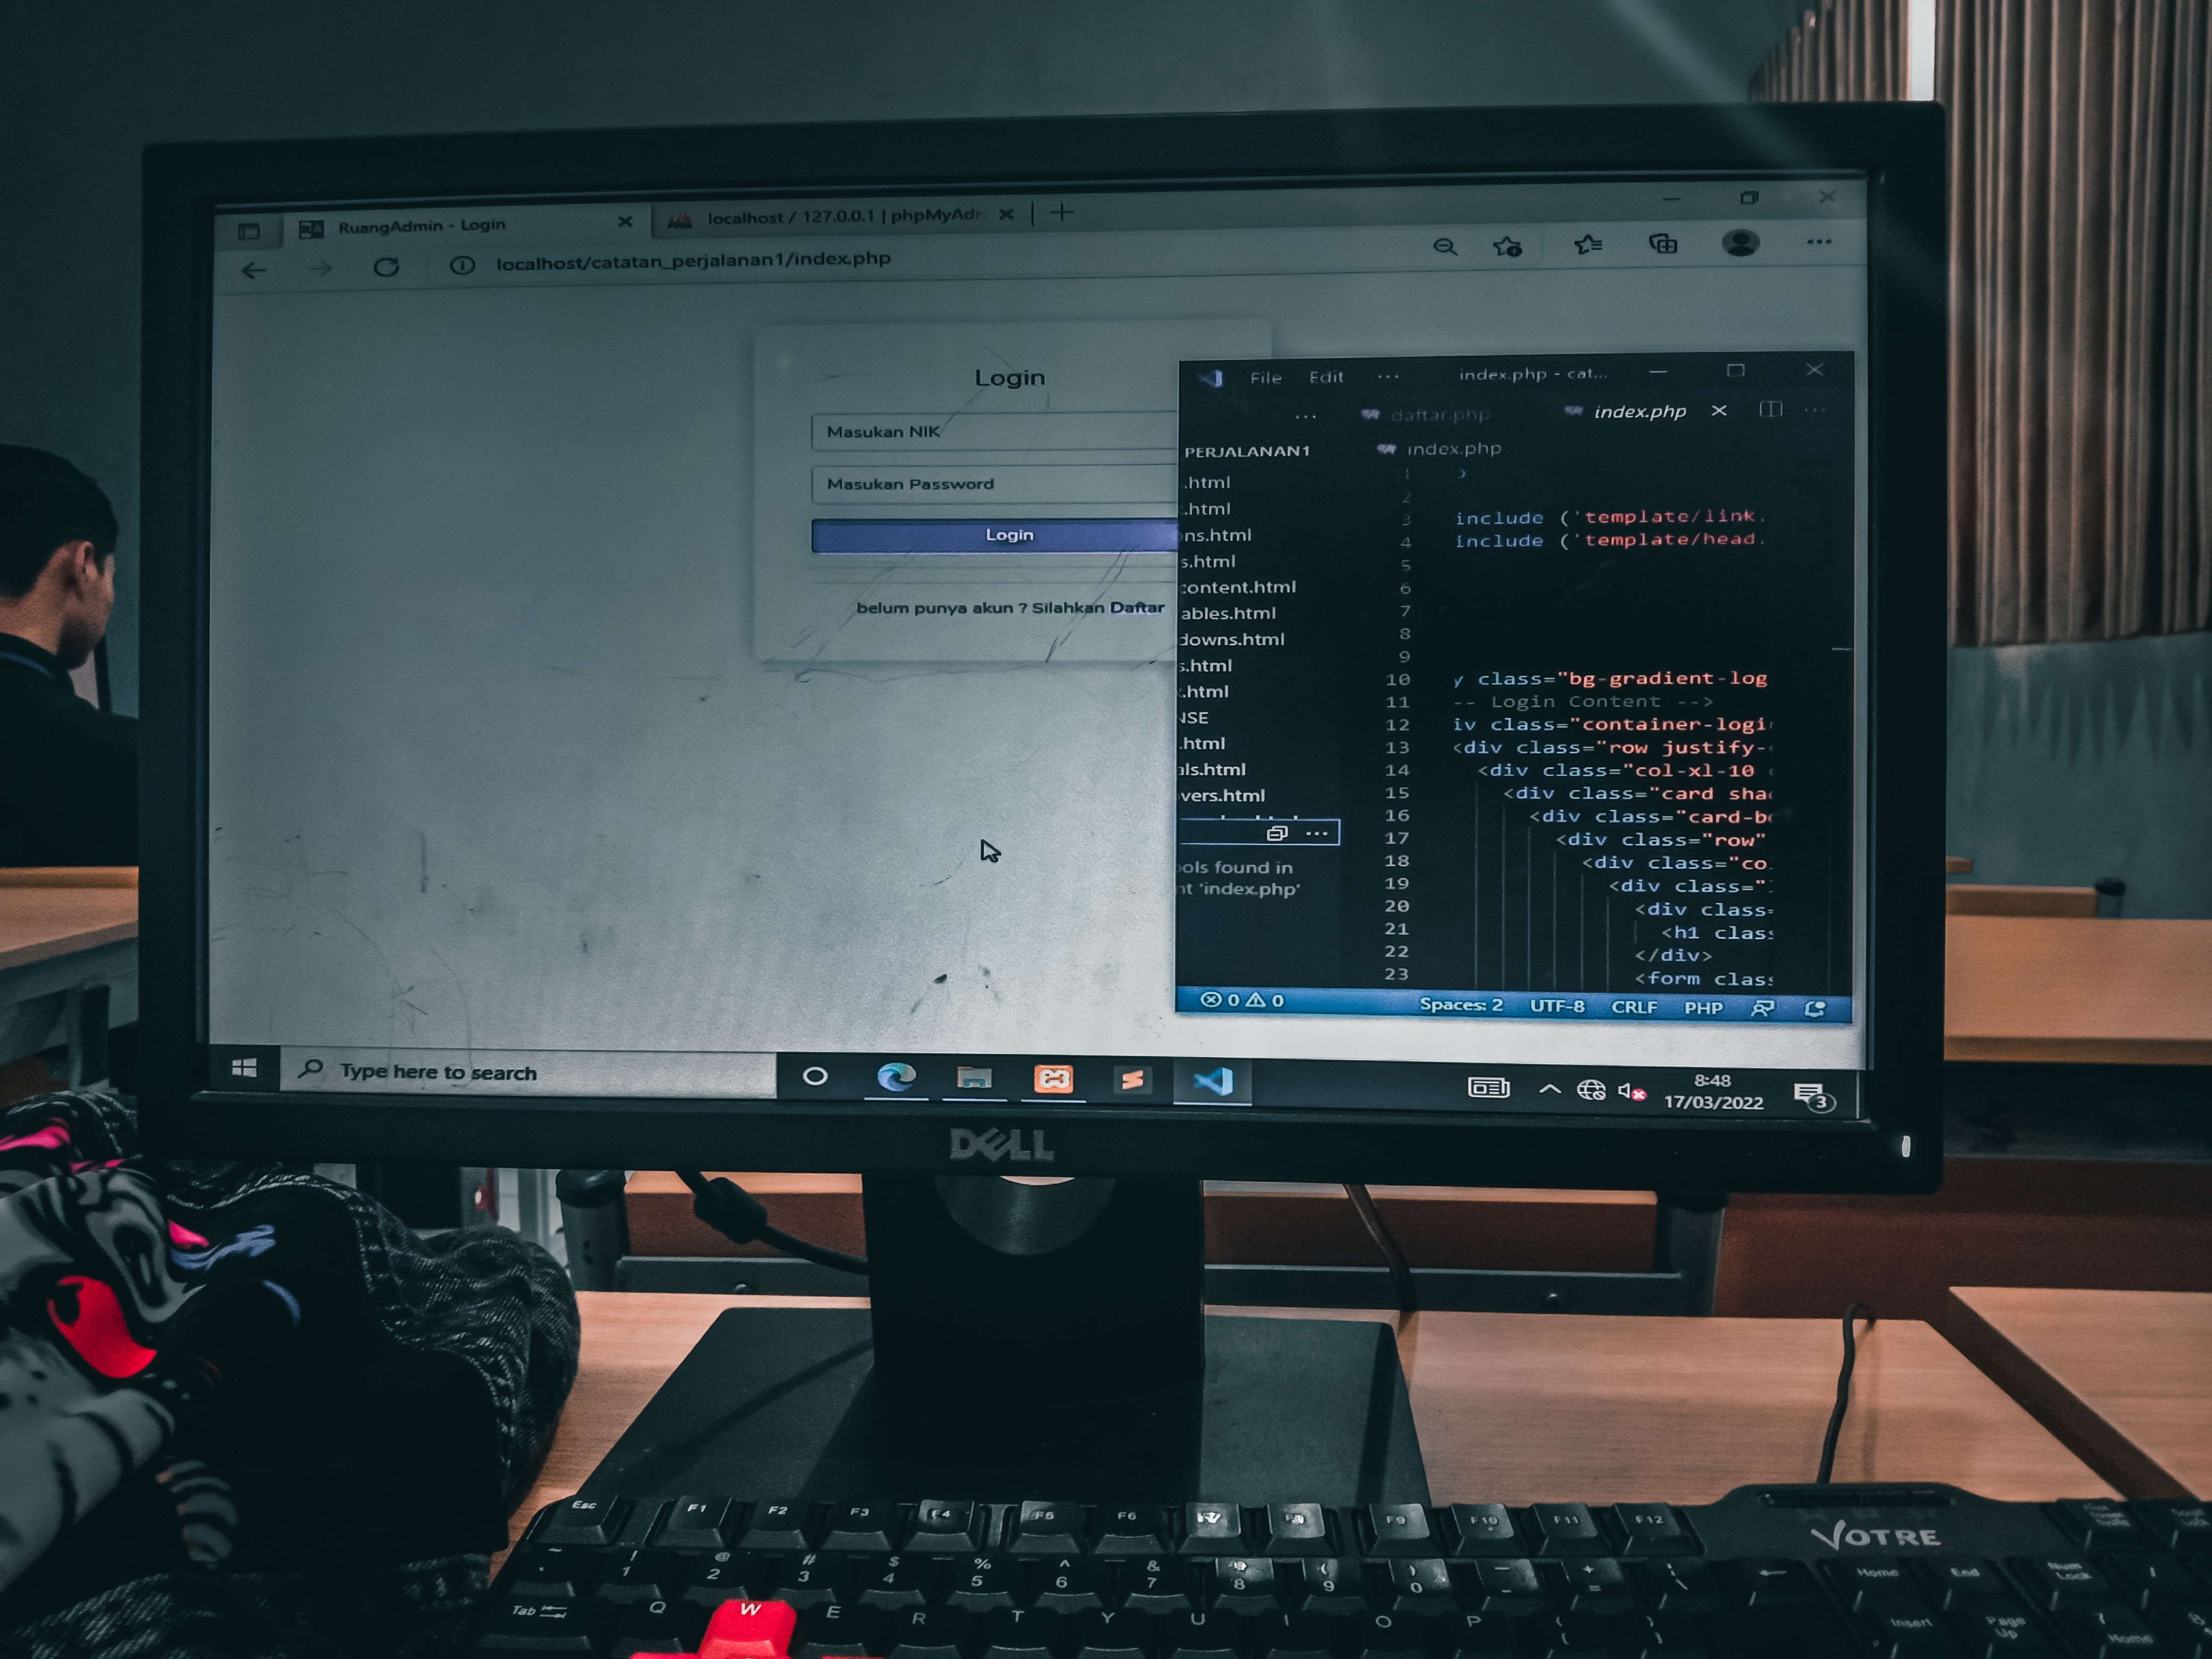 RuangAdmin - Login
localhost / 127.0.0.1 | phpMyAd
localhost/catatan_perjalanan1/index.php
Login
Masukan NIK
Masukan Password
Login
belum punya akun ? Silahkan Daftar
File Edit ... index.php - cat...
... daftar.php index.php ...
PERJALANAN1
index.php
.html
.html
ns.html
s.html
content.html
ables.html
downs.html
s.html
.html
NSE
.html
als.html
vers.html
...
ools found in
nt 'index.php'
1
2
3 include ('template/link.
4 include ('template/head.
5
6
7
8
9
10 y class="bg-gradient-log
11 -- Login Content -->
12 iv class="container-logi
13 <div class="row justify-
14 <div class="col-xl-10
15 <div class="card sha
16 <div class="card-b
17 <div class="row"
18 <div class="co
19 <div class="
20 <div class=
21 <h1 clas
22 </div>
23 <form clas
0 0 Spaces: 2 UTF-8 CRLF PHP
Type here to search
8:48
17/03/2022
3
DELL
VOTRE
Esc F1 F2 F3 F4 F5 F6 F7 F8 F9 F10 F11 F12
~ ! @ # $ % ^ & * ( ) _ +
1 2 3 4 5 6 7 8 9 0 - = \
Home End Num Lock
Tab Q W E R T Y U I O P
Insert Page Up 7 Home